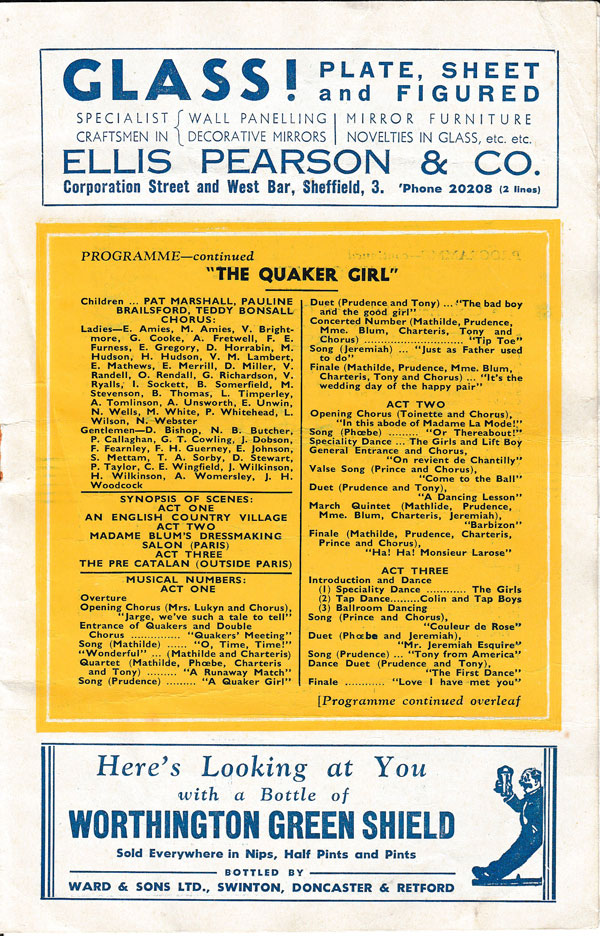 GLASS! PLATE, SHEET
and FIGURED
SPECIALIST WALL PANELLING MIRROR FURNITURE
CRAFTSMEN IN DECORATIVE MIRRORS NOVELTIES IN GLASS, etc. etc.
ELLIS PEARSON & CO.
Corporation Street and West Bar, Sheffield, 3. 'Phone 20208 (2 lines)
PROGRAMME—continued
"THE QUAKER GIRL"
Children ... PAT MARSHALL, PAULINE
BRAILSFORD, TEDDY BONSALL
CHORUS:
Ladies—E. Amies, M. Amies, V. Bright-
more, G. Cooke, A. Fretwell, F. E.
Furness, E. Gregory, D. Horrabin, M.
Hudson, H. Hudson, V. M. Lambert,
E. Mathews, E. Merrill, D. Miller, V.
Randell, O. Rendall, G. Richardson, V.
Ryalls, I. Sockett, B. Somerfield, M.
Stevenson, B. Thomas, L. Timperley,
A. Tomlinson, A. Unsworth, E. Unwin,
N. Wells, M. White, P. Whitehead, L.
Wilson, N. Webster
Gentlemen—D. Bishop, N. B. Butcher,
P. Callaghan, G. T. Cowling, J. Dobson,
F. Fearnley, F. H. Guerney, E. Johnson,
S. Mettam, T. A. Sorby, D. Stewart,
P. Taylor, C. E. Wingfield, J. Wilkinson,
H. Wilkinson, A. Womersley, J. H.
Woodcock
SYNOPSIS OF SCENES:
ACT ONE
AN ENGLISH COUNTRY VILLAGE
ACT TWO
MADAME BLUM'S DRESSMAKING
SALON (PARIS)
ACT THREE
THE PRE CATALAN (OUTSIDE PARIS)
MUSICAL NUMBERS:
ACT ONE
Overture
Opening Chorus (Mrs. Lukyn and Chorus),
"Jarge, we've such a tale to tell"
Entrance of Quakers and Double
Chorus ............... "Quakers' Meeting"
Song (Mathilde) ...... "O, Time, Time!"
"Wonderful" ... (Mathilde and Charteris)
Quartet (Mathilde, Phœbe, Charteris
and Tony) ......... "A Runaway Match"
Song (Prudence) ......... "A Quaker Girl"
Duet (Prudence and Tony) ... "The bad boy
and the good girl"
Concerted Number (Mathilde, Prudence,
Mme. Blum, Charteris, Tony and
Chorus) ........................ "Tip Toe"
Song (Jeremiah) ... "Just as Father used
to do"
Finale (Mathilde, Prudence, Mme. Blum,
Charteris, Tony and Chorus) ... "It's the
wedding day of the happy pair"
ACT TWO
Opening Chorus (Toinette and Chorus),
"In this abode of Madame La Mode!"
Song (Phœbe) ......... "Or Thereabout!"
Speciality Dance ... The Girls and Lift Boy
General Entrance and Chorus,
"On revient de Chantilly"
Valse Song (Prince and Chorus),
"Come to the Ball"
Duet (Prudence and Tony),
"A Dancing Lesson"
March Quintet (Mathlide, Prudence,
Mme. Blum, Charteris, Jeremiah),
"Barbizon"
Finale (Mathilde, Prudence, Charteris,
Prince and Chorus),
"Ha! Ha! Monsieur Larose"
ACT THREE
Introduction and Dance
(1) Speciality Dance ............ The Girls
(2) Tap Dance.........Colin and Tap Boys
(3) Ballroom Dancing
Song (Prince and Chorus),
"Couleur de Rose"
Duet (Phœbe and Jeremiah),
"Mr. Jeremiah Esquire"
Song (Prudence) ... "Tony from America"
Dance Duet (Prudence and Tony),
"The First Dance"
Finale ............ "Love I have met you"
[Programme continued overleaf
Here's Looking at You
with a Bottle of
WORTHINGTON GREEN SHIELD
Sold Everywhere in Nips, Half Pints and Pints
BOTTLED BY
WARD & SONS LTD., SWINTON, DONCASTER & RETFORD